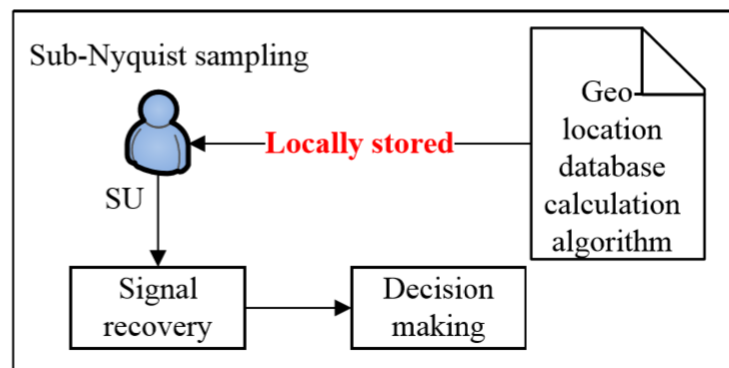 Sub-Nyquist sampling
Geo
location
database
calculation
algorithm
Locally stored
SU
Signal
recovery
Decision
making